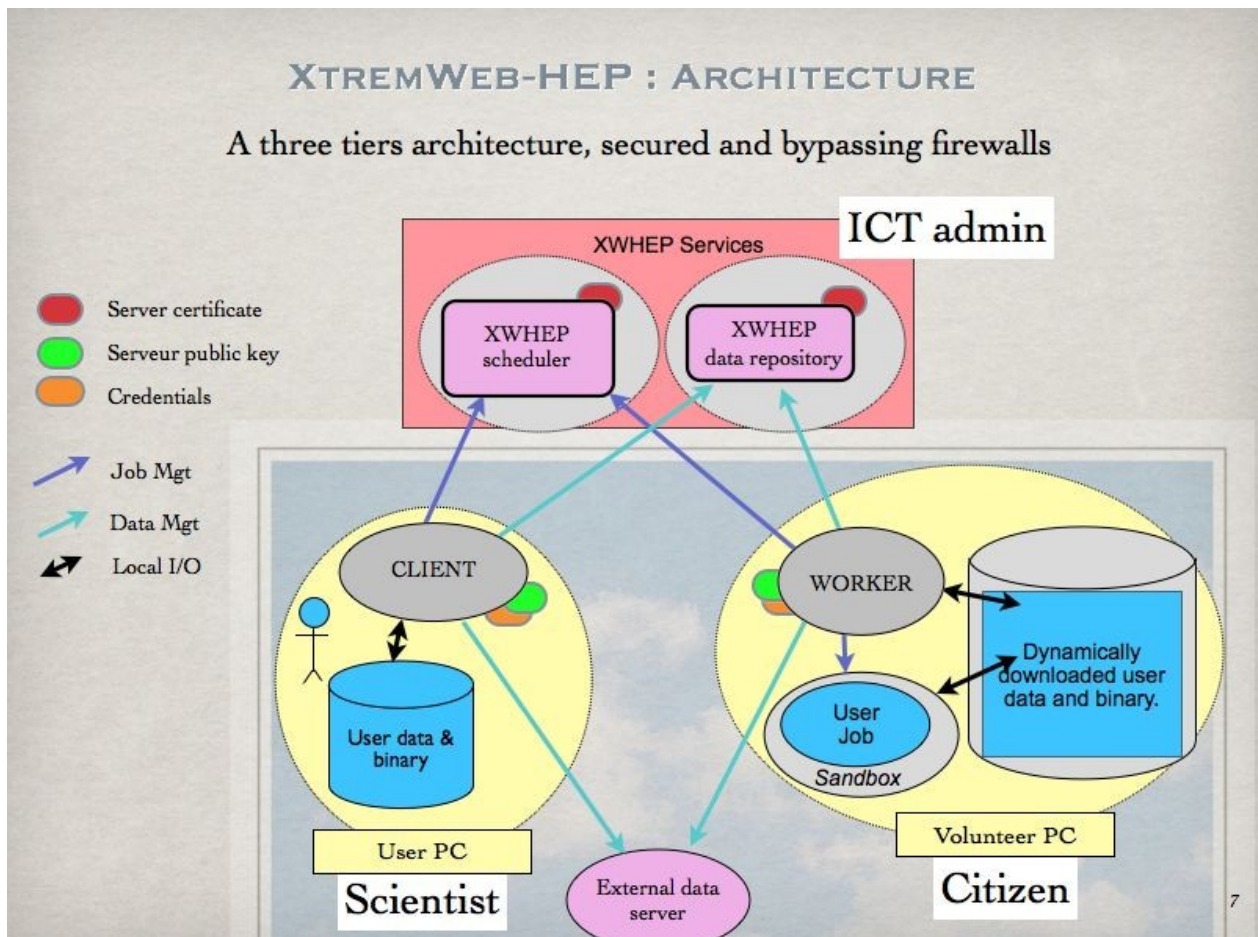 XTREMWEB-HEP : ARCHITECTURE
A three tiers architecture, secured and bypassing firewalls
ICT admin
XWHEP Services
Server certificate
Serveur public key
Credentials
Job Mgt
Data Mgt
Local I/O
XWHEP
scheduler
XWHEP
data repository
CLIENT
User data &
binary
User PC
Scientist
WORKER
Dynamically
downloaded user
data and binary.
User
Job
Sandbox
Volunteer PC
Citizen
External data
server
7